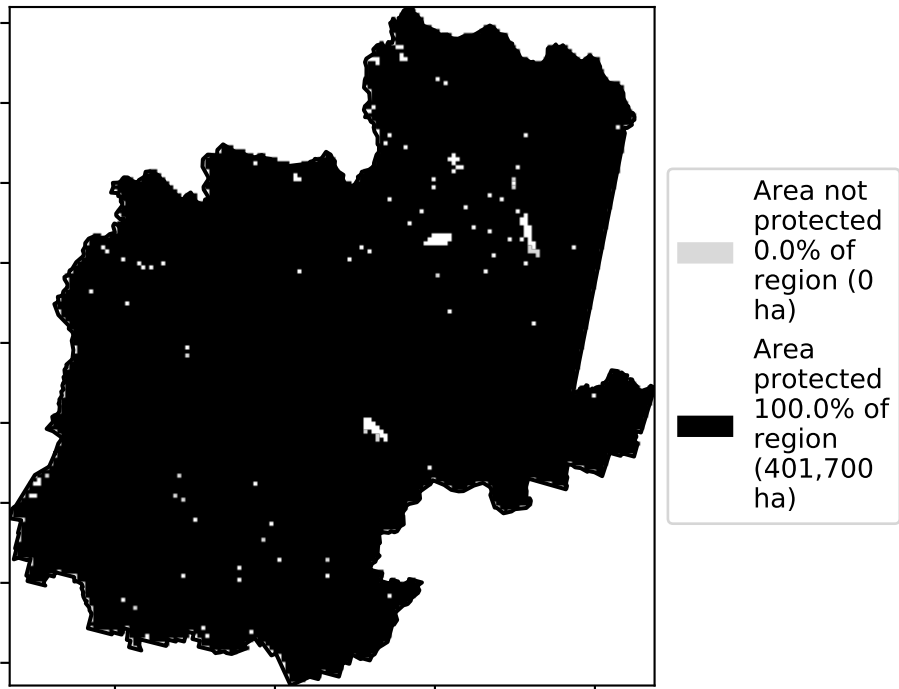 Area not
protected
0.0% of
region (0
ha)
Area
protected
100.0% of
region
(401,700
ha)